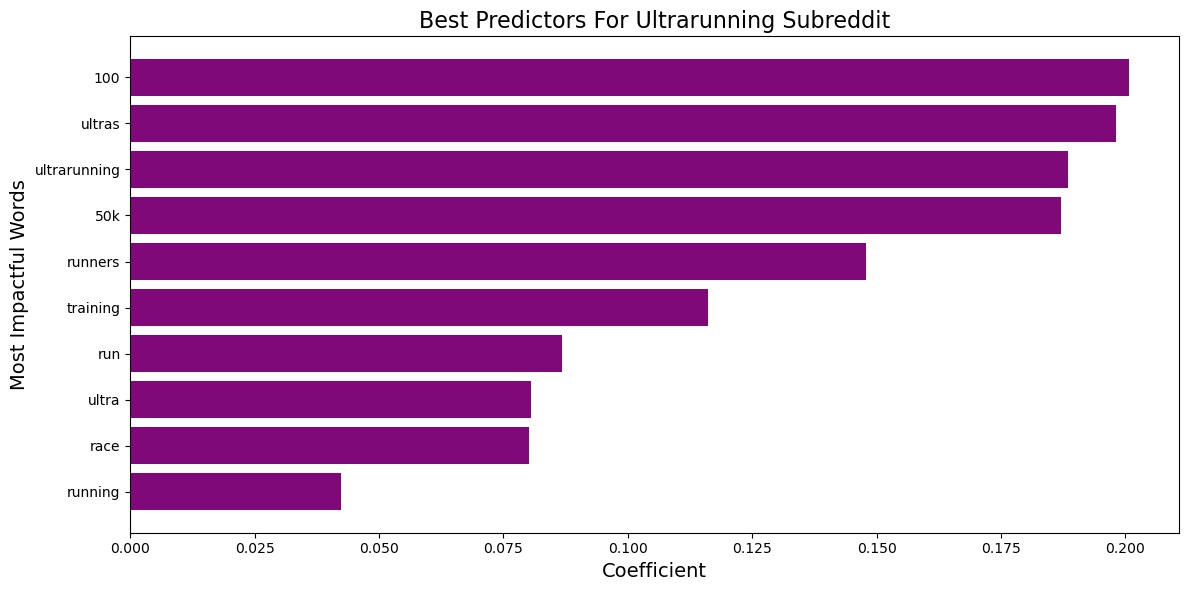 Best Predictors For Ultrarunning Subreddit
Most Impactful Words
100
ultras
ultrarunning
50k
runners
training
run
ultra
race
running
0.000 0.025 0.050 0.075 0.100 0.125 0.150 0.175 0.200
Coefficient